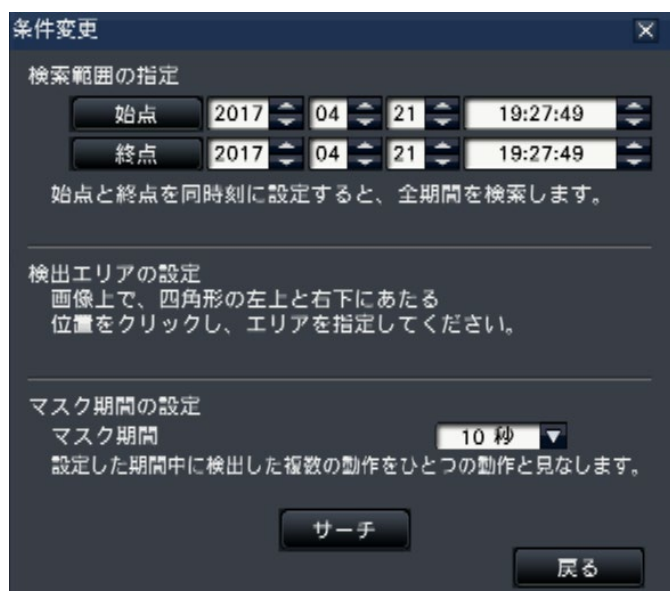 条件変更
検索範囲の指定
始点 2017 04 21 19:27:49
終点 2017 04 21 19:27:49
始点と終点を同時刻に設定すると、全期間を検索します。
検出エリアの設定
画像上で、四角形の左上と右下にあたる
位置をクリックし、エリアを指定してください。
マスク期間の設定
マスク期間 10 秒
設定した期間中に検出した複数の動作をひとつの動作と見なします。
サーチ
戻る